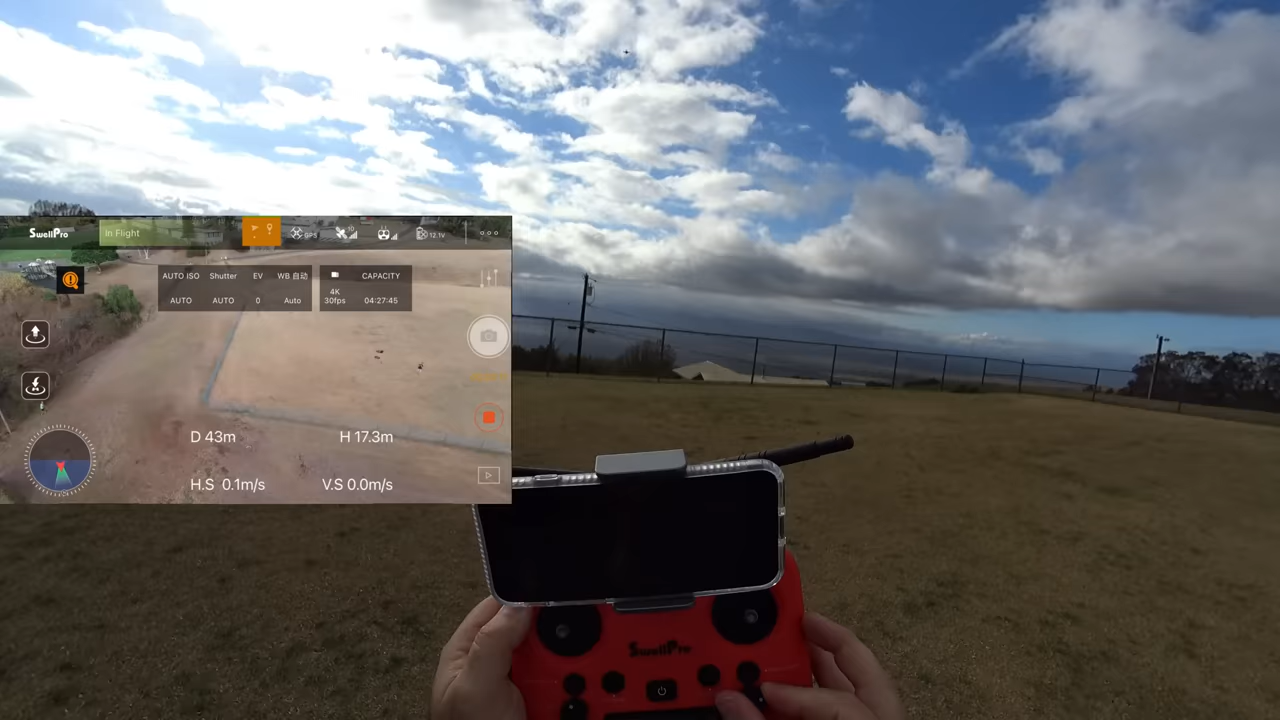 SwellPro In Flight GPS 10 12.1V
AUTO ISO Shutter EV WB 自动 CAPACITY
4K
AUTO AUTO 0 Auto 30fps 04:27:45
D 43m H 17.3m
H.S 0.1m/s V.S 0.0m/s
SwellPro